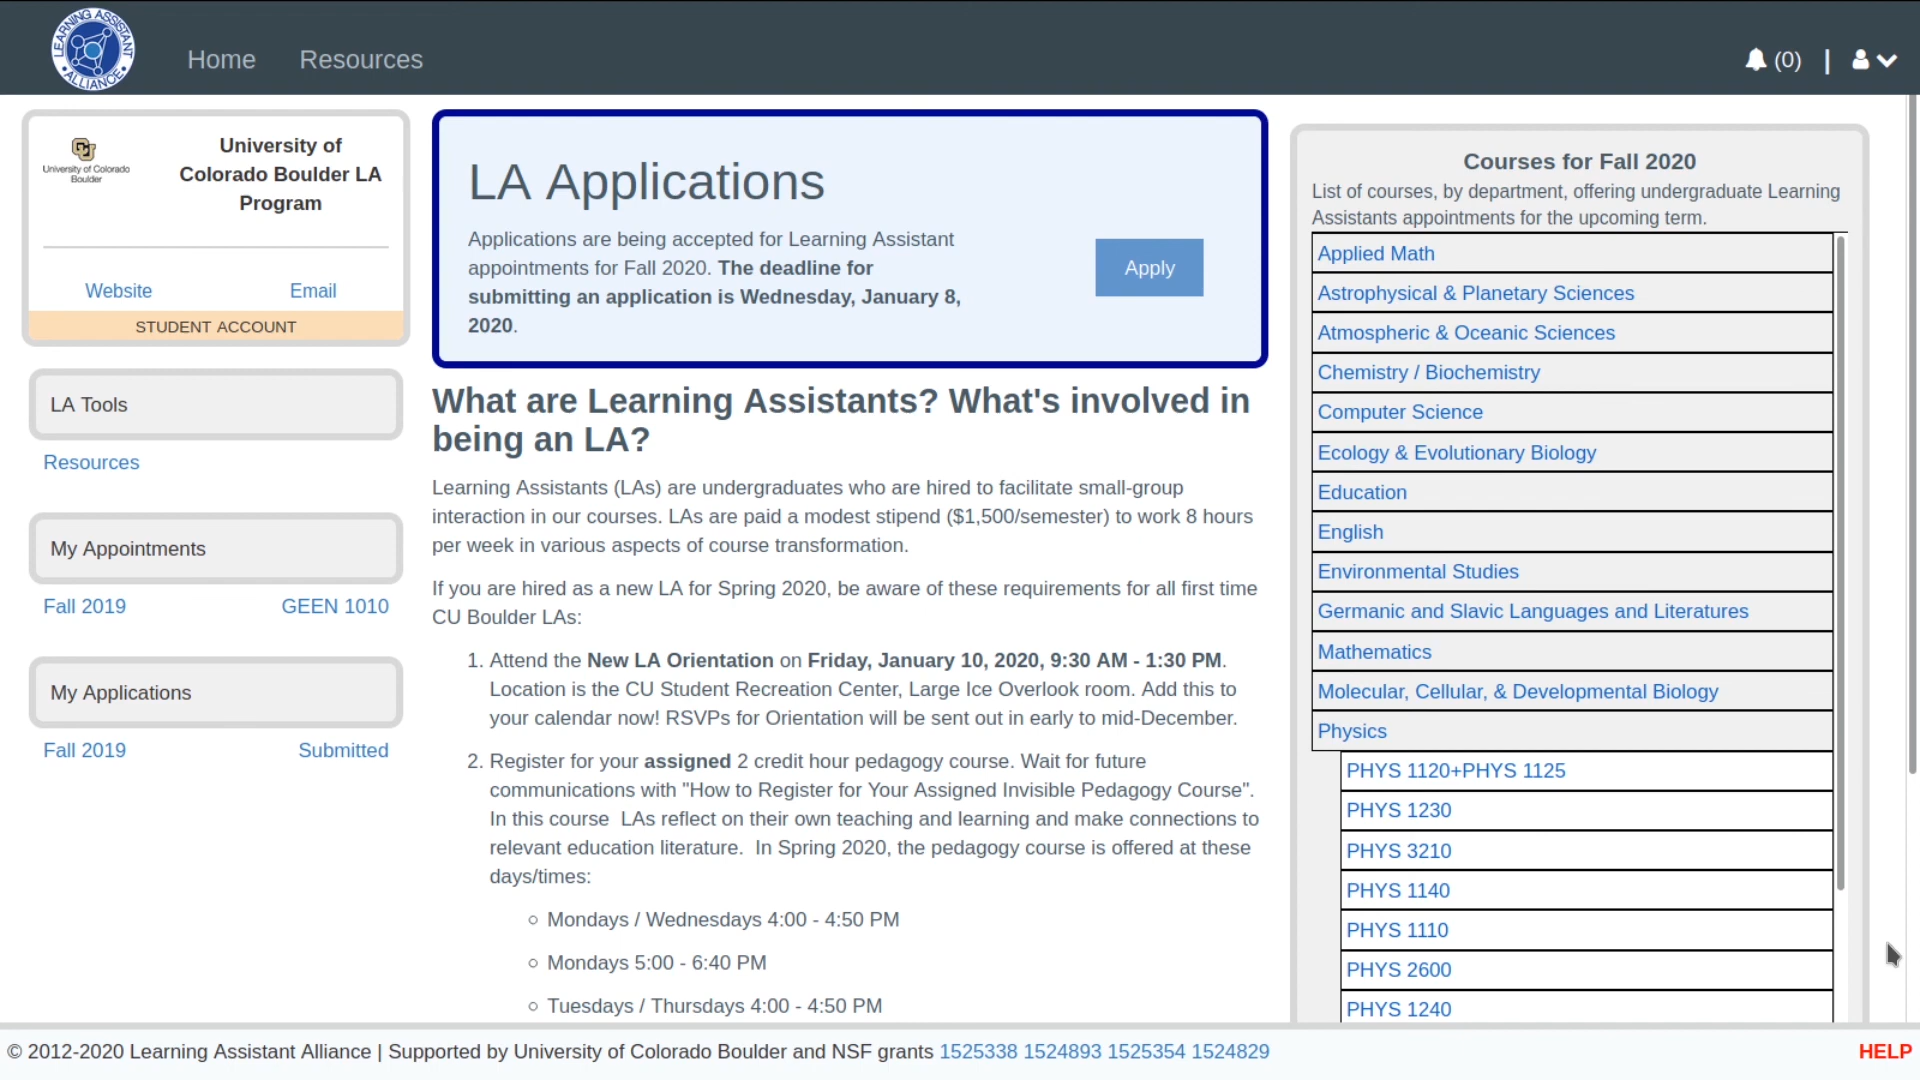 LEARNING ASSISTANT
ALLIANCE
Home
Resources
(0)
|
University of Colorado
Boulder
University of
Colorado Boulder LA
Program
Website
Email
STUDENT ACCOUNT
LA Tools
Resources
My Appointments
Fall 2019
GEEN 1010
My Applications
Fall 2019
Submitted
LA Applications
Applications are being accepted for Learning Assistant
appointments for Fall 2020. The deadline for
submitting an application is Wednesday, January 8,
2020.
Apply
What are Learning Assistants? What's involved in
being an LA?
Learning Assistants (LAs) are undergraduates who are hired to facilitate small-group
interaction in our courses. LAs are paid a modest stipend ($1,500/semester) to work 8 hours
per week in various aspects of course transformation.
If you are hired as a new LA for Spring 2020, be aware of these requirements for all first time
CU Boulder LAs:
1. Attend the New LA Orientation on Friday, January 10, 2020, 9:30 AM - 1:30 PM.
Location is the CU Student Recreation Center, Large Ice Overlook room. Add this to
your calendar now! RSVPs for Orientation will be sent out in early to mid-December.
2. Register for your assigned 2 credit hour pedagogy course. Wait for future
communications with "How to Register for Your Assigned Invisible Pedagogy Course".
In this course  LAs reflect on their own teaching and learning and make connections to
relevant education literature.  In Spring 2020, the pedagogy course is offered at these
days/times:
○ Mondays / Wednesdays 4:00 - 4:50 PM
○ Mondays 5:00 - 6:40 PM
○ Tuesdays / Thursdays 4:00 - 4:50 PM
Courses for Fall 2020
List of courses, by department, offering undergraduate Learning
Assistants appointments for the upcoming term.
Applied Math
Astrophysical & Planetary Sciences
Atmospheric & Oceanic Sciences
Chemistry / Biochemistry
Computer Science
Ecology & Evolutionary Biology
Education
English
Environmental Studies
Germanic and Slavic Languages and Literatures
Mathematics
Molecular, Cellular, & Developmental Biology
Physics
PHYS 1120+PHYS 1125
PHYS 1230
PHYS 3210
PHYS 1140
PHYS 1110
PHYS 2600
PHYS 1240
© 2012-2020 Learning Assistant Alliance | Supported by University of Colorado Boulder and NSF grants 1525338 1524893 1525354 1524829
HELP